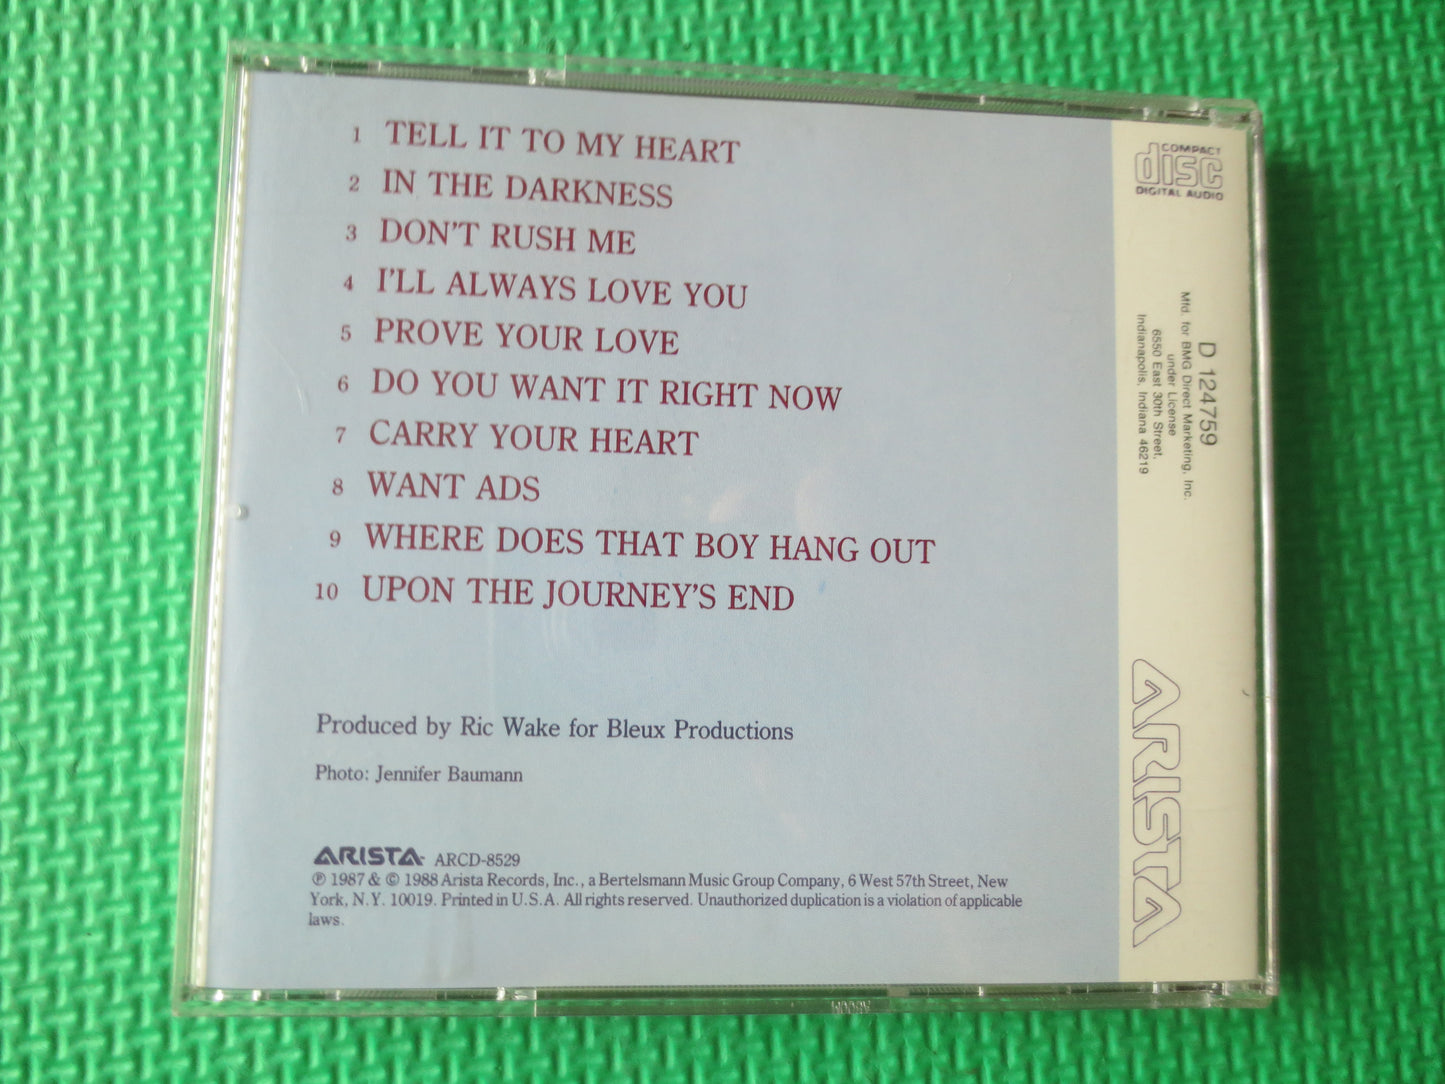 1 TELL IT TO MY HEART
2 IN THE DARKNESS
3 DON'T RUSH ME
4 I'LL ALWAYS LOVE YOU
5 PROVE YOUR LOVE
6 DO YOU WANT IT RIGHT NOW
7 CARRY YOUR HEART
8 WANT ADS
9 WHERE DOES THAT BOY HANG OUT
10 UPON THE JOURNEY'S END
Produced by Ric Wake for Bleux Productions
Photo: Jennifer Baumann
ARISTA ARCD-8529
℗ 1987 & © 1988 Arista Records, Inc., a Bertelsmann Music Group Company, 6 West 57th Street, New
York, N.Y. 10019. Printed in U.S.A. All rights reserved. Unauthorized duplication is a violation of applicable
laws.
COMPACT
disc
DIGITAL AUDIO
D 124759
Mfd. for BMG Direct Marketing, Inc.
under License
6550 East 30th Street,
Indianapolis, Indiana 46219
ARISTA